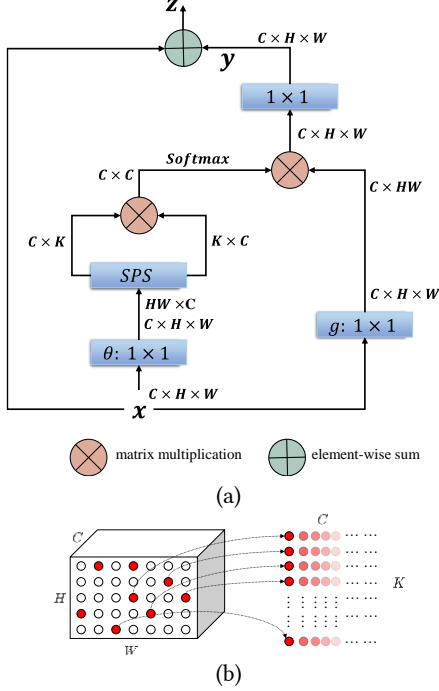 z
C × H × W
y
1 × 1
C × H × W
Softmax
C × C
C × HW
C × K
K × C
SPS
HW × C
C × H × W
C × H × W
θ: 1 × 1
g: 1 × 1
C × H × W
x
matrix multiplication
element-wise sum
(a)
C
C
H
K
W
(b)